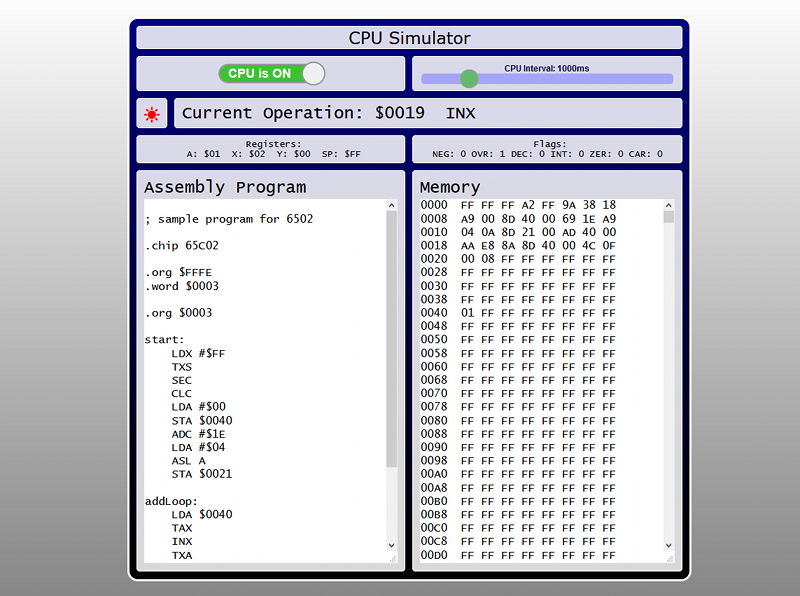 CPU Simulator
CPU is ON
CPU Interval: 1000ms
Current Operation: $0019 INX
Registers:
A: $01 X: $02 Y: $00 SP: $FF
Flags:
NEG: 0 OVR: 1 DEC: 0 INT: 0 ZER: 0 CAR: 0
Assembly Program
; sample program for 6502
.chip 65C02
.org $FFFE
.word $0003
.org $0003
start:
LDX #$FF
TXS
SEC
CLC
LDA #$00
STA $0040
ADC #$1E
LDA #$04
ASL A
STA $0021
addLoop:
LDA $0040
TAX
INX
TXA
Memory
0000 FF FF FF A2 FF 9A 38 18
0008 A9 00 8D 40 00 69 1E A9
0010 04 0A 8D 21 00 AD 40 00
0018 AA E8 8A 8D 40 00 4C 0F
0020 00 08 FF FF FF FF FF FF
0028 FF FF FF FF FF FF FF FF
0030 FF FF FF FF FF FF FF FF
0038 FF FF FF FF FF FF FF FF
0040 01 FF FF FF FF FF FF FF
0048 FF FF FF FF FF FF FF FF
0050 FF FF FF FF FF FF FF FF
0058 FF FF FF FF FF FF FF FF
0060 FF FF FF FF FF FF FF FF
0068 FF FF FF FF FF FF FF FF
0070 FF FF FF FF FF FF FF FF
0078 FF FF FF FF FF FF FF FF
0080 FF FF FF FF FF FF FF FF
0088 FF FF FF FF FF FF FF FF
0090 FF FF FF FF FF FF FF FF
0098 FF FF FF FF FF FF FF FF
00A0 FF FF FF FF FF FF FF FF
00A8 FF FF FF FF FF FF FF FF
00B0 FF FF FF FF FF FF FF FF
00B8 FF FF FF FF FF FF FF FF
00C0 FF FF FF FF FF FF FF FF
00C8 FF FF FF FF FF FF FF FF
00D0 FF FF FF FF FF FF FF FF